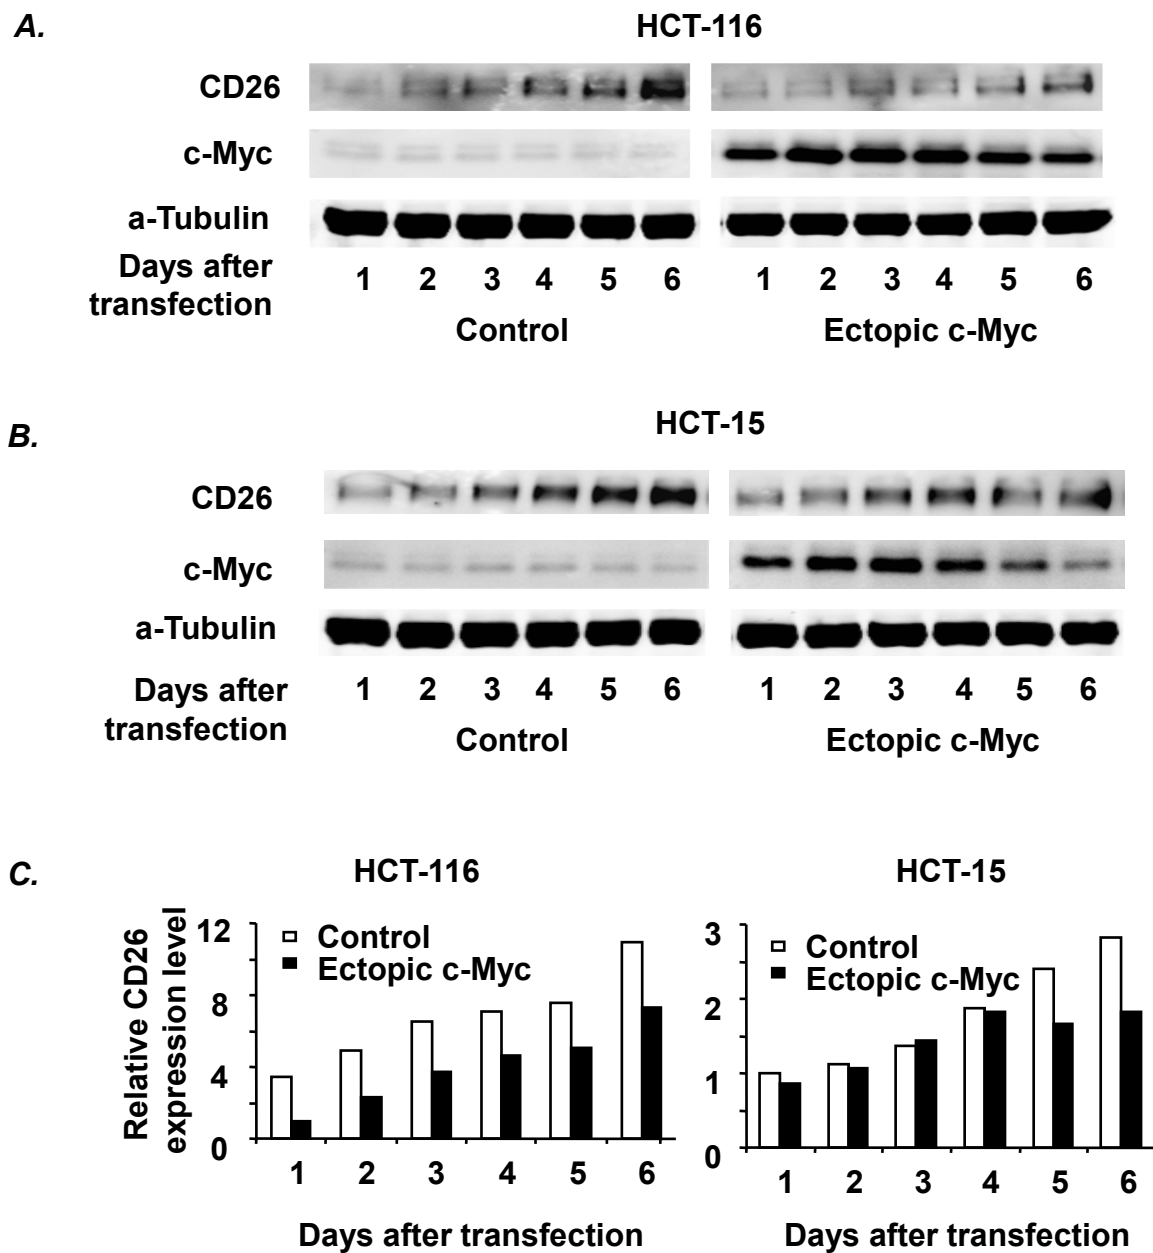 A.
HCT-116
CD26
c-Myc
a-Tubulin
Days after
transfection
1 2 3 4 5 6
1 2 3 4 5 6
Control
Ectopic c-Myc
B.
HCT-15
CD26
c-Myc
a-Tubulin
Days after
transfection
1 2 3 4 5 6
1 2 3 4 5 6
Control
Ectopic c-Myc
C.
HCT-116
Relative CD26
expression level
12
8
4
0
Control
Ectopic c-Myc
1 2 3 4 5 6
Days after transfection
HCT-15
3
2
1
0
Control
Ectopic c-Myc
1 2 3 4 5 6
Days after transfection